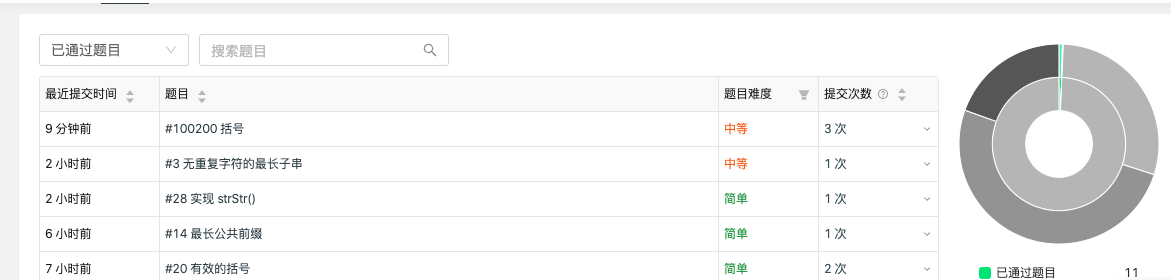 已通过题目 搜索题目
最近提交时间 题目 题目难度 提交次数
9 分钟前 #100200 括号 中等 3 次
2 小时前 #3 无重复字符的最长子串 中等 1 次
2 小时前 #28 实现 strStr() 简单 1 次
6 小时前 #14 最长公共前缀 简单 1 次
7 小时前 #20 有效的括号 简单 2 次
已通过题目 11